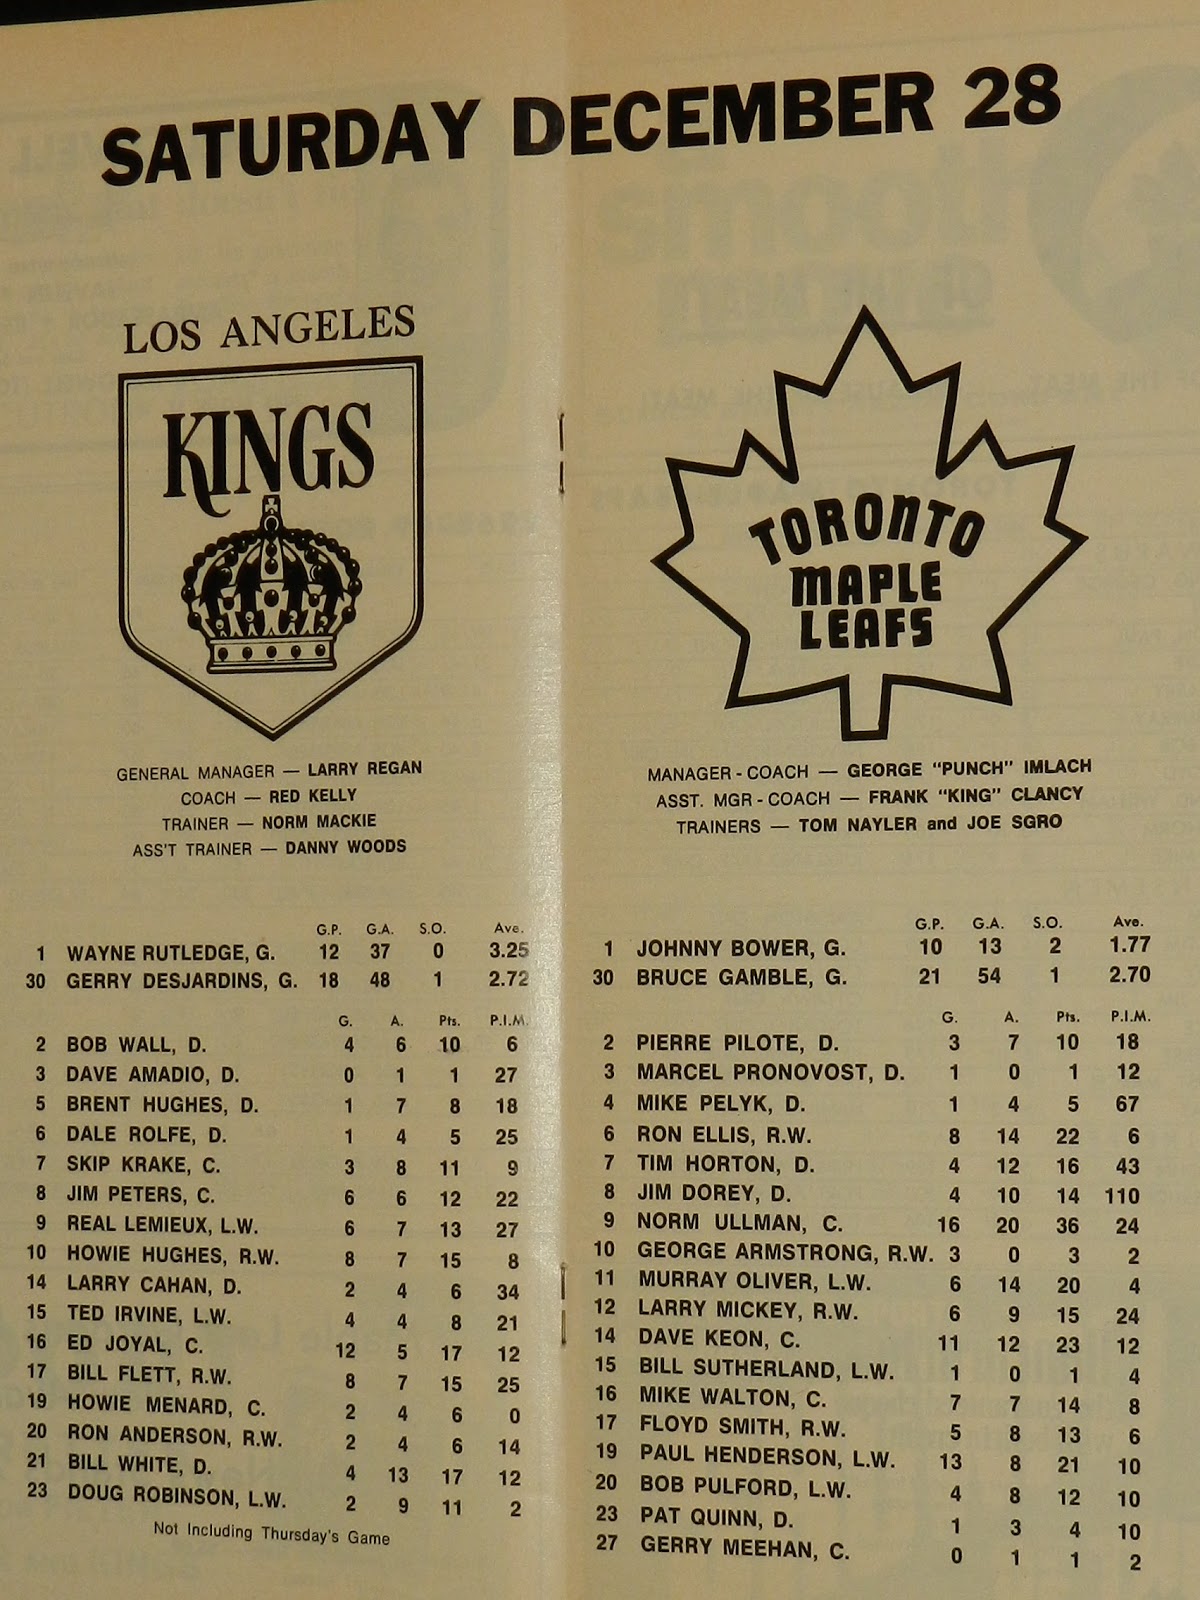 SATURDAY DECEMBER 28
LOS ANGELES
KINGS
GENERAL MANAGER — LARRY REGAN
COACH — RED KELLY
TRAINER — NORM MACKIE
ASS'T TRAINER — DANNY WOODS
G.P. G.A. S.O. Ave.
1 WAYNE RUTLEDGE, G. 12 37 0 3.25
30 GERRY DESJARDINS, G. 18 48 1 2.72
G. A. Pts. P.I.M.
2 BOB WALL, D. 4 6 10 6
3 DAVE AMADIO, D. 0 1 1 27
5 BRENT HUGHES, D. 1 7 8 18
6 DALE ROLFE, D. 1 4 5 25
7 SKIP KRAKE, C. 3 8 11 9
8 JIM PETERS, C. 6 6 12 22
9 REAL LEMIEUX, L.W. 6 7 13 27
10 HOWIE HUGHES, R.W. 8 7 15 8
14 LARRY CAHAN, D. 2 4 6 34
15 TED IRVINE, L.W. 4 4 8 21
16 ED JOYAL, C. 12 5 17 12
17 BILL FLETT, R.W. 8 7 15 25
19 HOWIE MENARD, C. 2 4 6 0
20 RON ANDERSON, R.W. 2 4 6 14
21 BILL WHITE, D. 4 13 17 12
23 DOUG ROBINSON, L.W. 2 9 11 2
Not Including Thursday's Game
TORONTO
MAPLE
LEAFS
MANAGER - COACH — GEORGE "PUNCH" IMLACH
ASST. MGR - COACH — FRANK "KING" CLANCY
TRAINERS — TOM NAYLER and JOE SGRO
G.P. G.A. S.O. Ave.
1 JOHNNY BOWER, G. 10 13 2 1.77
30 BRUCE GAMBLE, G. 21 54 1 2.70
G. A. Pts. P.I.M.
2 PIERRE PILOTE, D. 3 7 10 18
3 MARCEL PRONOVOST, D. 1 0 1 12
4 MIKE PELYK, D. 1 4 5 67
6 RON ELLIS, R.W. 8 14 22 6
7 TIM HORTON, D. 4 12 16 43
8 JIM DOREY, D. 4 10 14 110
9 NORM ULLMAN, C. 16 20 36 24
10 GEORGE ARMSTRONG, R.W. 3 0 3 2
11 MURRAY OLIVER, L.W. 6 14 20 4
12 LARRY MICKEY, R.W. 6 9 15 24
14 DAVE KEON, C. 11 12 23 12
15 BILL SUTHERLAND, L.W. 1 0 1 4
16 MIKE WALTON, C. 7 7 14 8
17 FLOYD SMITH, R.W. 5 8 13 6
19 PAUL HENDERSON, L.W. 13 8 21 10
20 BOB PULFORD, L.W. 4 8 12 10
23 PAT QUINN, D. 1 3 4 10
27 GERRY MEEHAN, C. 0 1 1 2